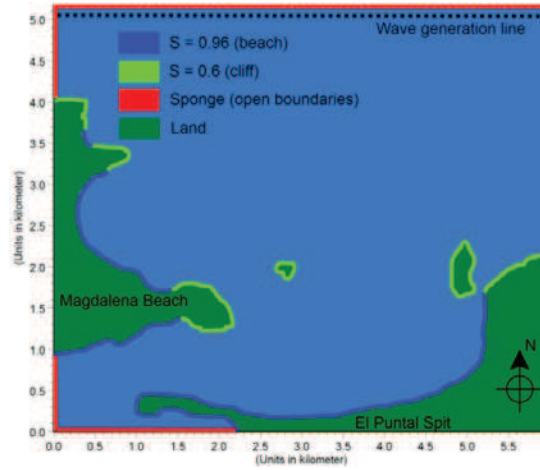 5.0
Wave generation line
S = 0.96 (beach)
4.5
S = 0.6 (cliff)
Sponge (open boundaries)
4.0
Land
3.5
3.0
(Units in kilometer)
2.5
2.0
Magdalena Beach
1.5
1.0
N
0.5
El Puntal Spit
0.0
0.0 0.5 1.0 1.5 2.0 2.5 3.0 3.5 4.0 4.5 5.0 5.5
(Units in kilometer)